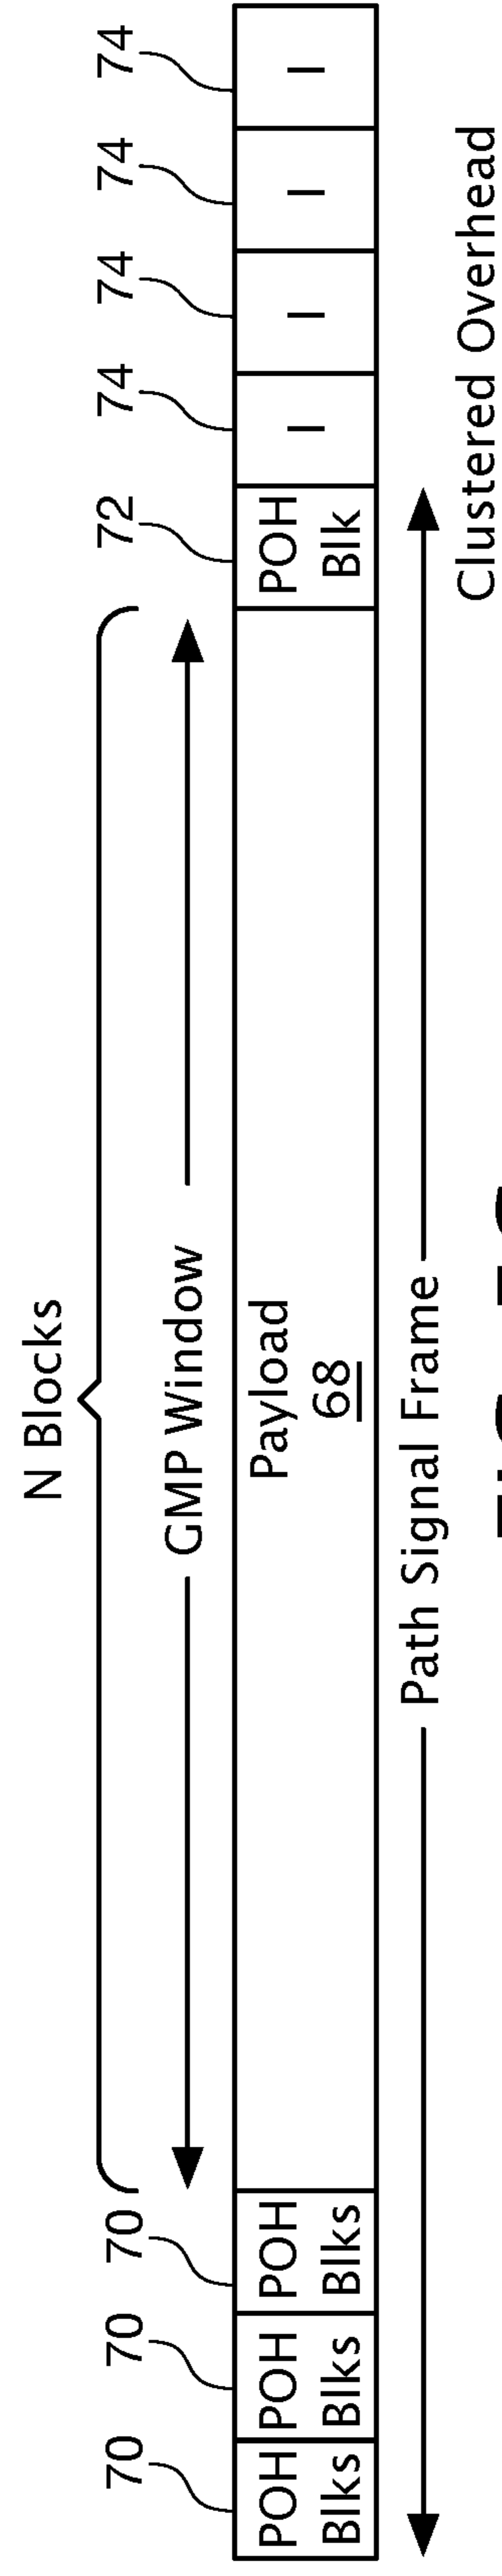 N Blocks
70 70 70 72 74 74 74 74
GMP Window
POH Blks
POH Blks
POH Blks
Payload
68
POH Blk
I I I I
Path Signal Frame
Clustered Overhead